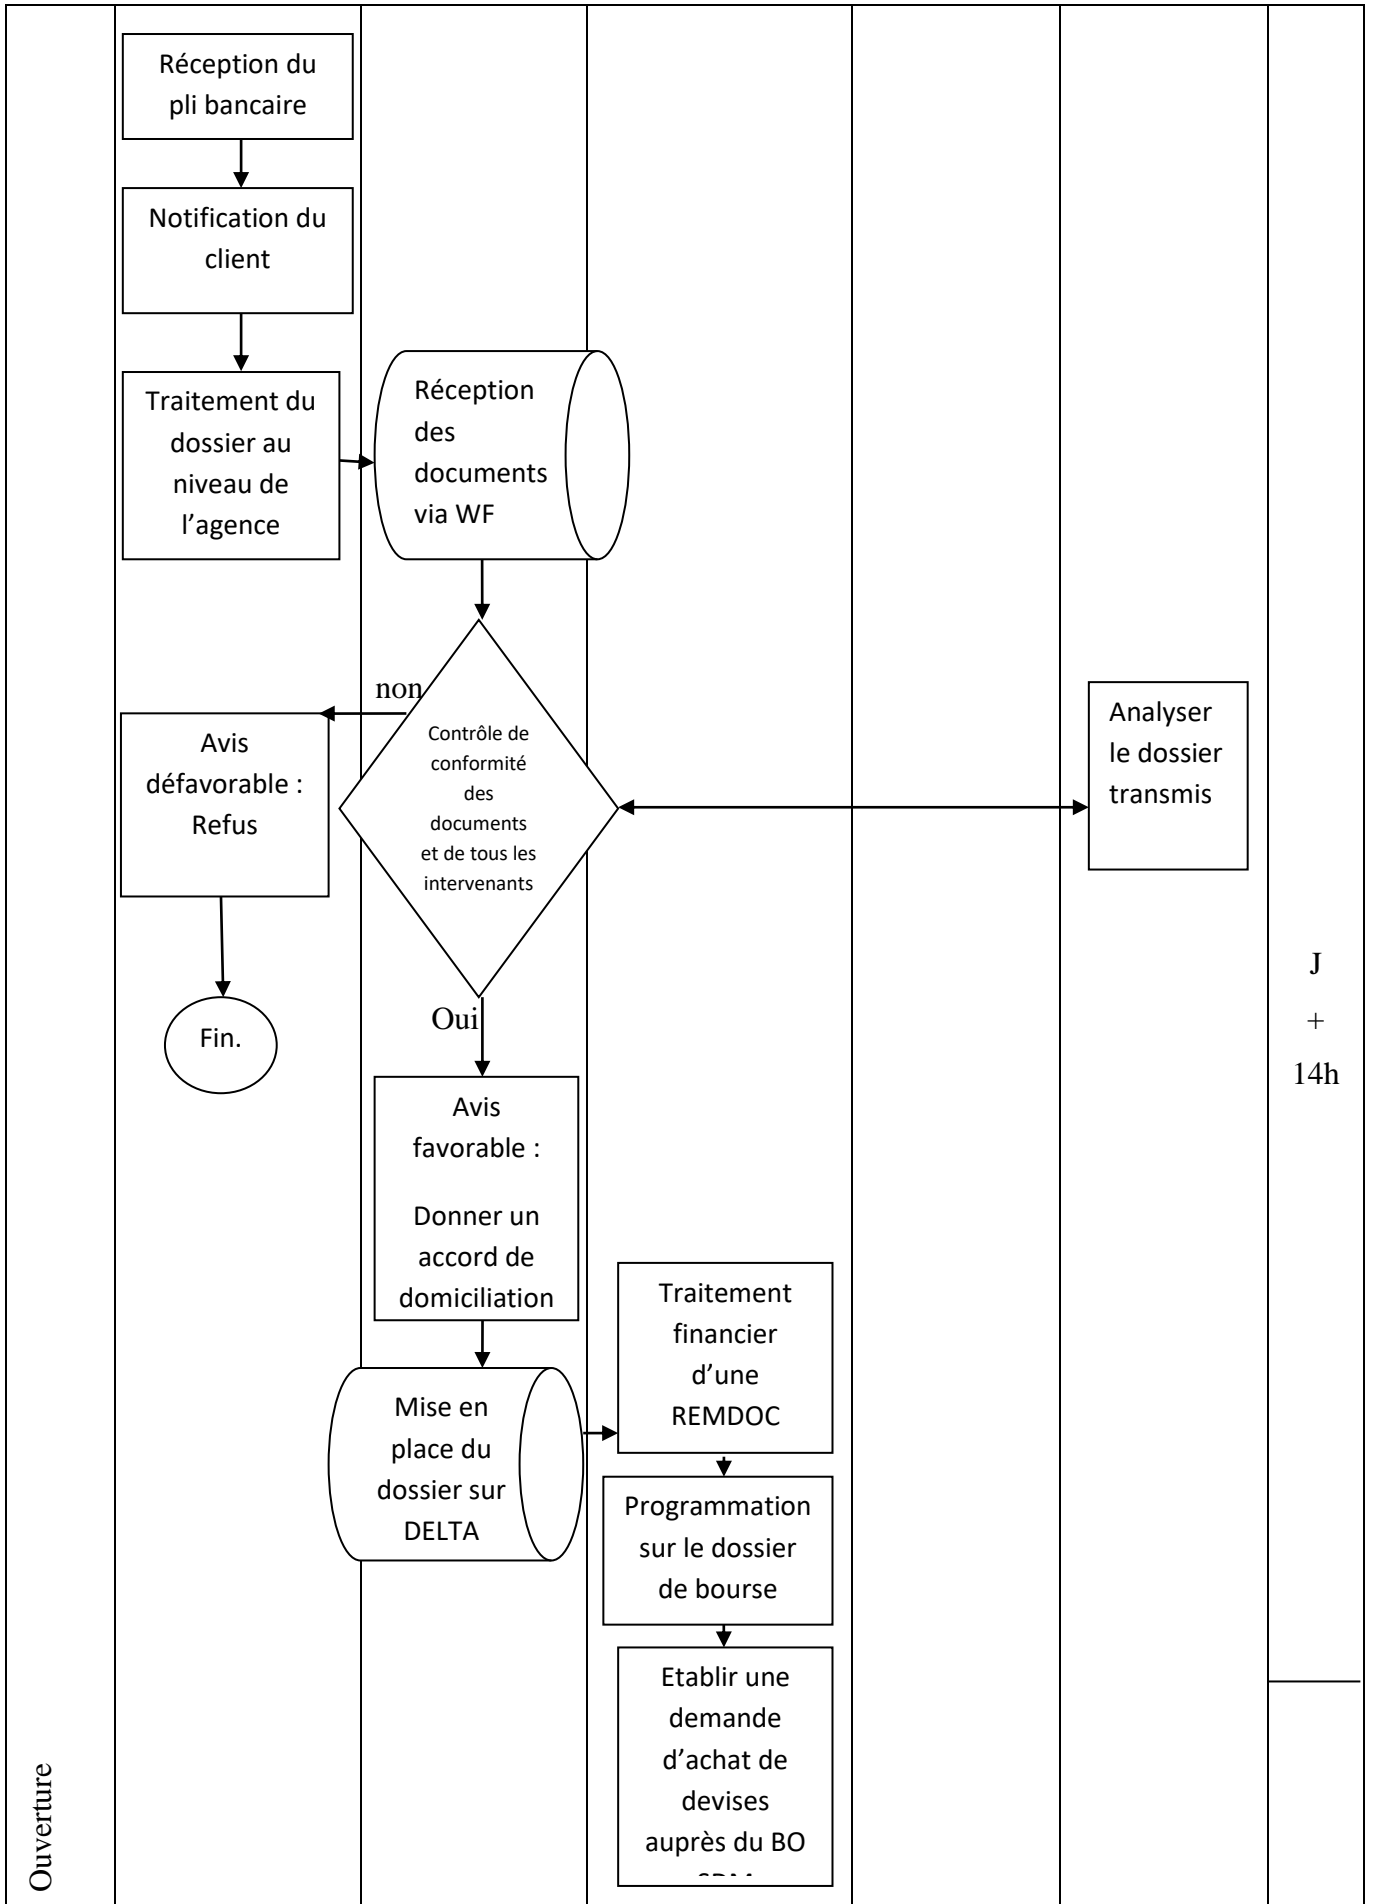 Réception du
pli bancaire
Notification du
client
Traitement du
dossier au
niveau de
l’agence
Réception
des
documents
via WF
non
Contrôle de
conformité
des
documents
et de tous les
intervenants
Analyser
le dossier
transmis
Avis
défavorable :
Refus
Fin.
Oui
J
+
14h
Avis
favorable :
Donner un
accord de
domiciliation
Mise en
place du
dossier sur
DELTA
Traitement
financier
d’une
REMDOC
Programmation
sur le dossier
de bourse
Etablir une
demande
d’achat de
devises
auprès du BO
Ouverture